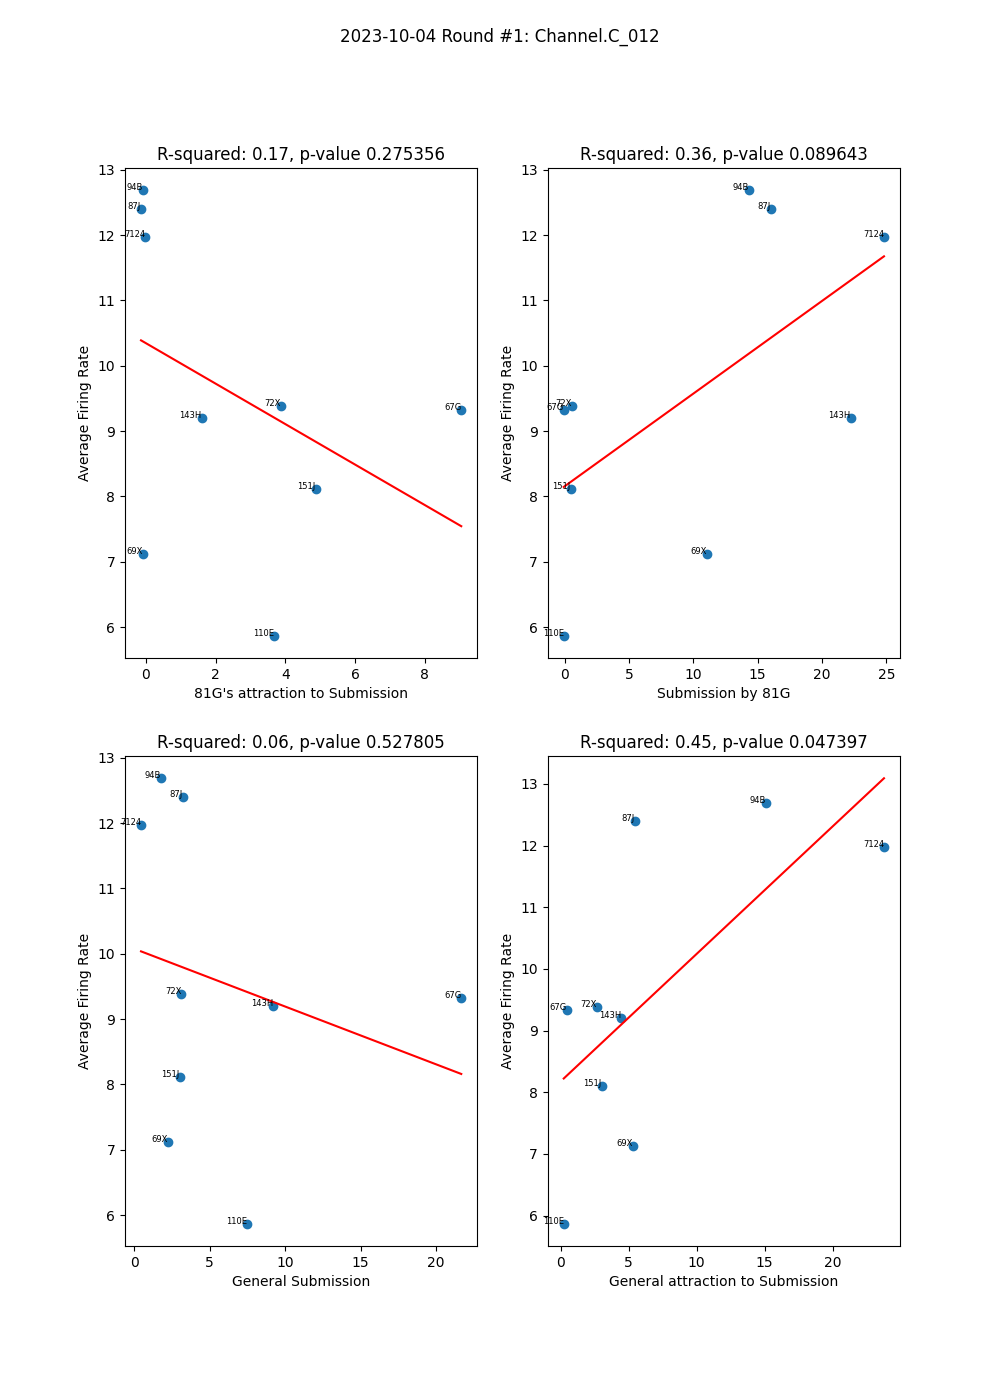 2023-10-04 Round #1: Channel.C_012
R-squared: 0.17, p-value 0.275356
13
12
11
10
9
8
7
6
Average Firing Rate
94B
87J
7124
72X
67G
143H
151J
69X
110E
0 2 4 6 8
81G's attraction to Submission
R-squared: 0.36, p-value 0.089643
13
12
11
10
9
8
7
6
Average Firing Rate
94B
87J
7124
72X
67G
143H
151J
69X
110E
0 5 10 15 20 25
Submission by 81G
R-squared: 0.06, p-value 0.527805
13
12
11
10
9
8
7
6
Average Firing Rate
94B
87J
7124
72X
67G
143H
151J
69X
110E
0 5 10 15 20
General Submission
R-squared: 0.45, p-value 0.047397
13
12
11
10
9
8
7
6
Average Firing Rate
94B
87J
7124
67G
72X
143H
151J
69X
110E
0 5 10 15 20
General attraction to Submission